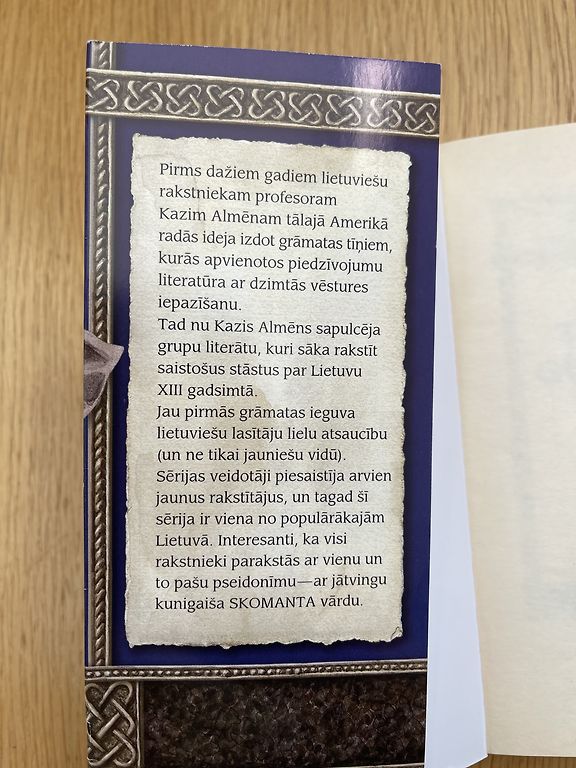 Pirms dažiem gadiem lietuviešu
rakstniekam profesoram
Kazim Almēnam tālajā Amerikā
radās ideja izdot grāmatas tīņiem,
kurās apvienotos piedzīvojumu
literatūra ar dzimtās vēstures
iepazīšanu.
Tad nu Kazis Almēns sapulcēja
grupu literātu, kuri sāka rakstīt
saistošus stāstus par Lietuvu
XIII gadsimtā.
Jau pirmās grāmatas ieguva
lietuviešu lasītāju lielu atsaucību
(un ne tikai jauniešu vidū).
Sērijas veidotāji piesaistīja arvien
jaunus rakstītājus, un tagad šī
sērija ir viena no populārākajām
Lietuvā. Interesanti, ka visi
rakstnieki parakstās ar vienu un
to pašu pseidonīmu—ar jātvingu
kunigaiša SKOMANTA vārdu.